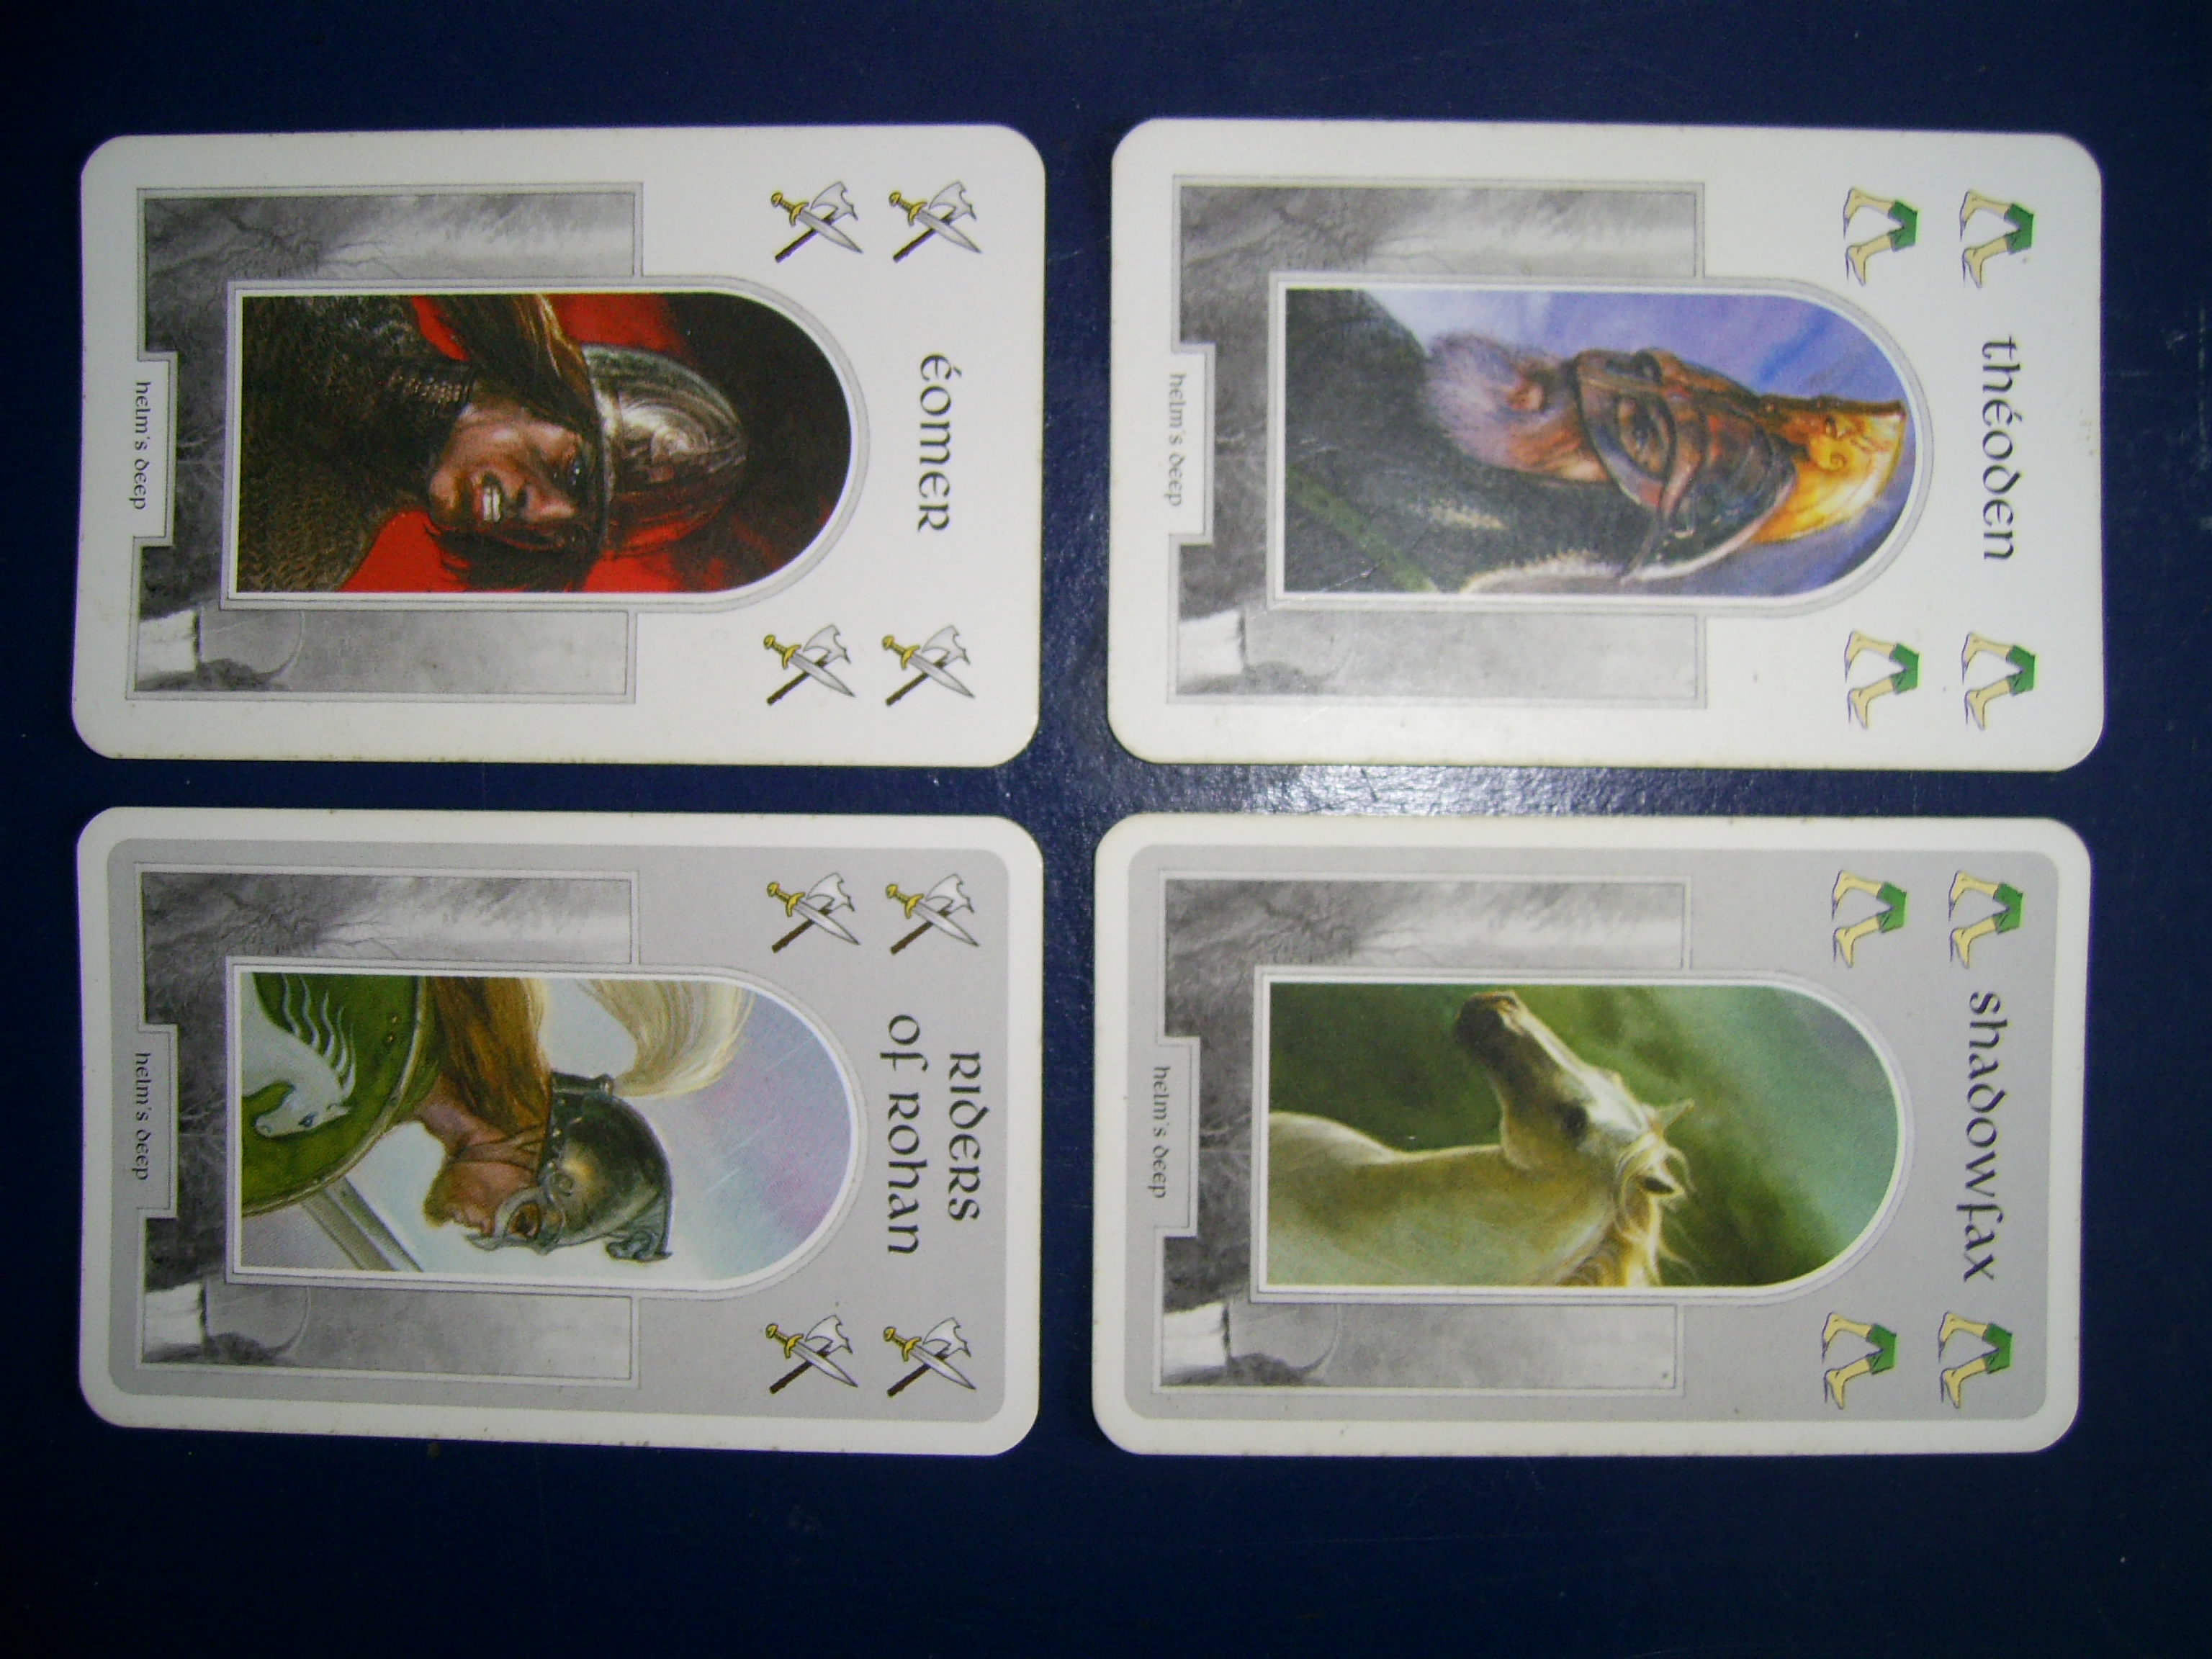 éomer
helm's deep
théoden
helm's deep
riders
of rohan
helm's deep
shadowfax
helm's deep